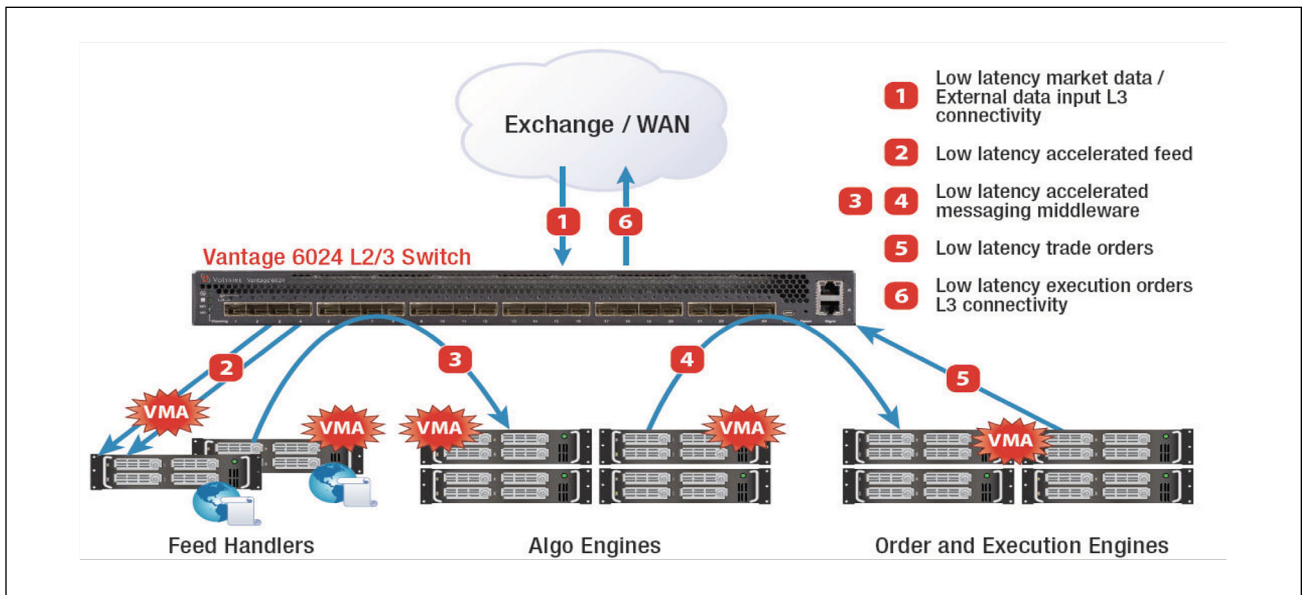 Exchange / WAN
1
6
1
Low latency market data /
External data input L3
connectivity
2
Low latency accelerated feed
3 4
Low latency accelerated
messaging middleware
5
Low latency trade orders
6
Low latency execution orders
L3 connectivity
Vantage 6024 L2/3 Switch
Voltaire Vantage 6024
2
3
4
5
VMA
VMA
VMA
VMA
VMA
Feed Handlers
Algo Engines
Order and Execution Engines